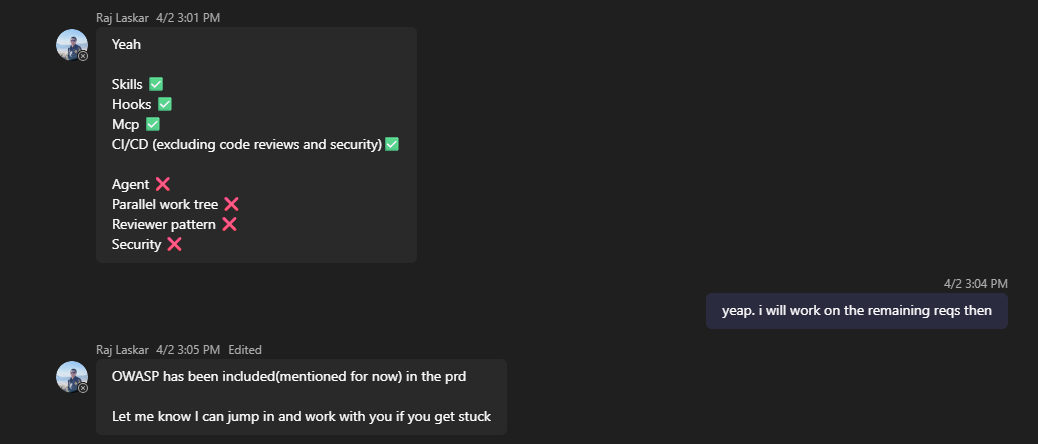 Raj Laskar 4/2 3:01 PM
Yeah
Skills ✅
Hooks ✅
Mcp ✅
CI/CD (excluding code reviews and security) ✅
Agent ❌
Parallel work tree ❌
Reviewer pattern ❌
Security ❌
4/2 3:04 PM
yeap. i will work on the remaining reqs then
Raj Laskar 4/2 3:05 PM Edited
OWASP has been included(mentioned for now) in the prd
Let me know I can jump in and work with you if you get stuck